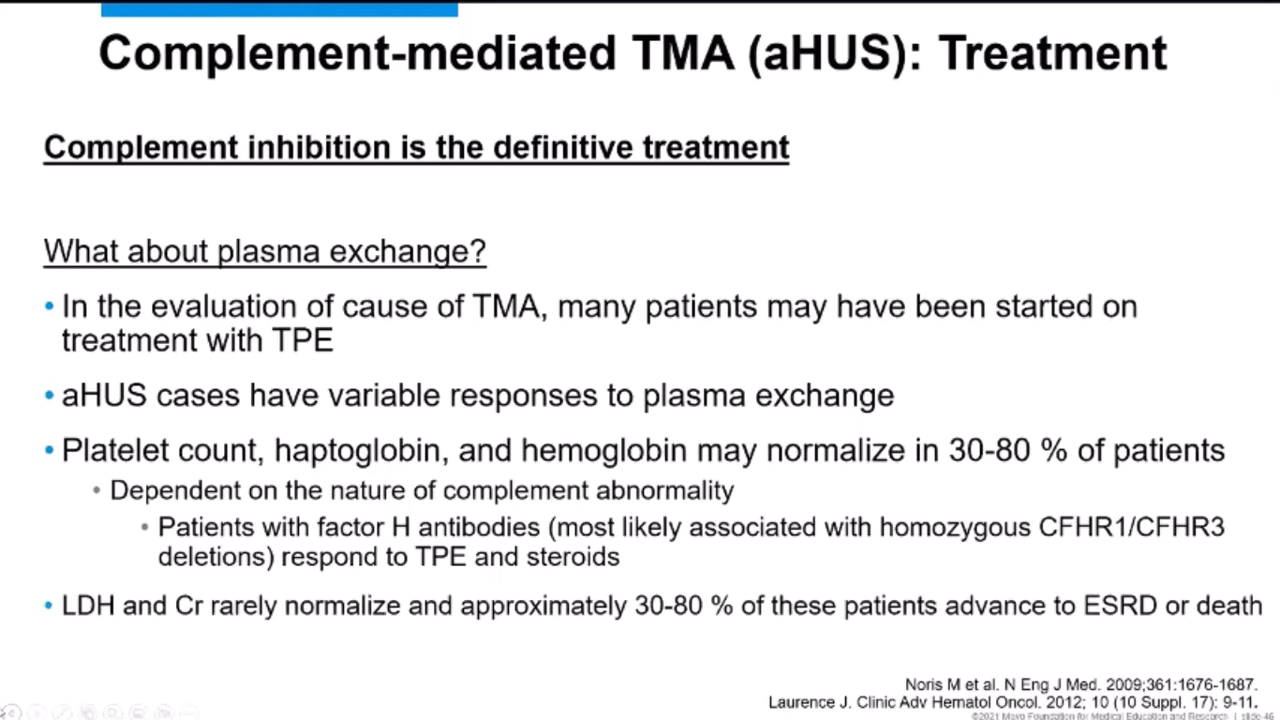 Complement-mediated TMA (aHUS): Treatment
Complement inhibition is the definitive treatment
What about plasma exchange?
• In the evaluation of cause of TMA, many patients may have been started on
treatment with TPE
• aHUS cases have variable responses to plasma exchange
• Platelet count, haptoglobin, and hemoglobin may normalize in 30-80 % of patients
• Dependent on the nature of complement abnormality
• Patients with factor H antibodies (most likely associated with homozygous CFHR1/CFHR3
deletions) respond to TPE and steroids
• LDH and Cr rarely normalize and approximately 30-80 % of these patients advance to ESRD or death
Noris M et al. N Eng J Med. 2009;361:1676-1687.
Laurence J. Clinic Adv Hematol Oncol. 2012; 10 (10 Suppl. 17): 9-11.
©2021 Mayo Foundation for Medical Education and Research | slide-46